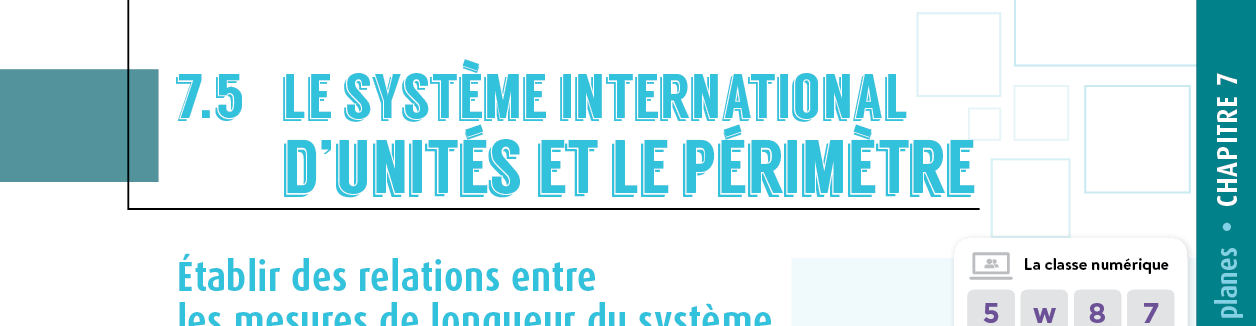 7.5 LE SYSTÈME INTERNATIONAL
D’UNITÉS ET LE PÉRIMÈTRE
Établir des relations entre
les mesures de longueur du système
La classe numérique
5 w 8 7
planes • CHAPITRE 7